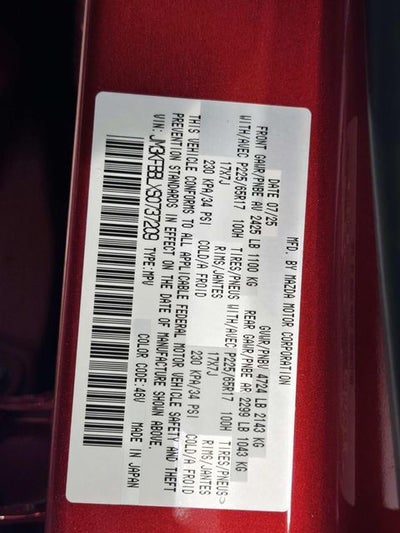 MFD. BY MAZDA MOTOR CORPORATION
DATE 07/25 GVWR/PNBV 4724 LB 2143 KG
FRONT GAWR/PNBE AV 2425 LB 1100 KG REAR GAWR/PNBE AR 2299 LB 1043 KG
WITH/AVEC P225/65R17 100H TIRES/PNEUS WITH/AVEC P225/65R17 100H TIRES/PNEUS>
17X7J RIMS/JANTES 17X7J RIMS/JANTES
230 KPA/34 PSI COLD/A FROID 230 KPA/34 PSI COLD/A FROID
THIS VEHICLE CONFORMS TO ALL APPLICABLE FEDERAL MOTOR VEHICLE SAFETY AND THEFT
PREVENTION STANDARDS IN EFFECT ON THE DATE OF MANUFACTURE SHOWN ABOVE.
VIN: JM3KFBBLXS0737209 TYPE:MPV COLOR CODE:46V MADE IN JAPAN